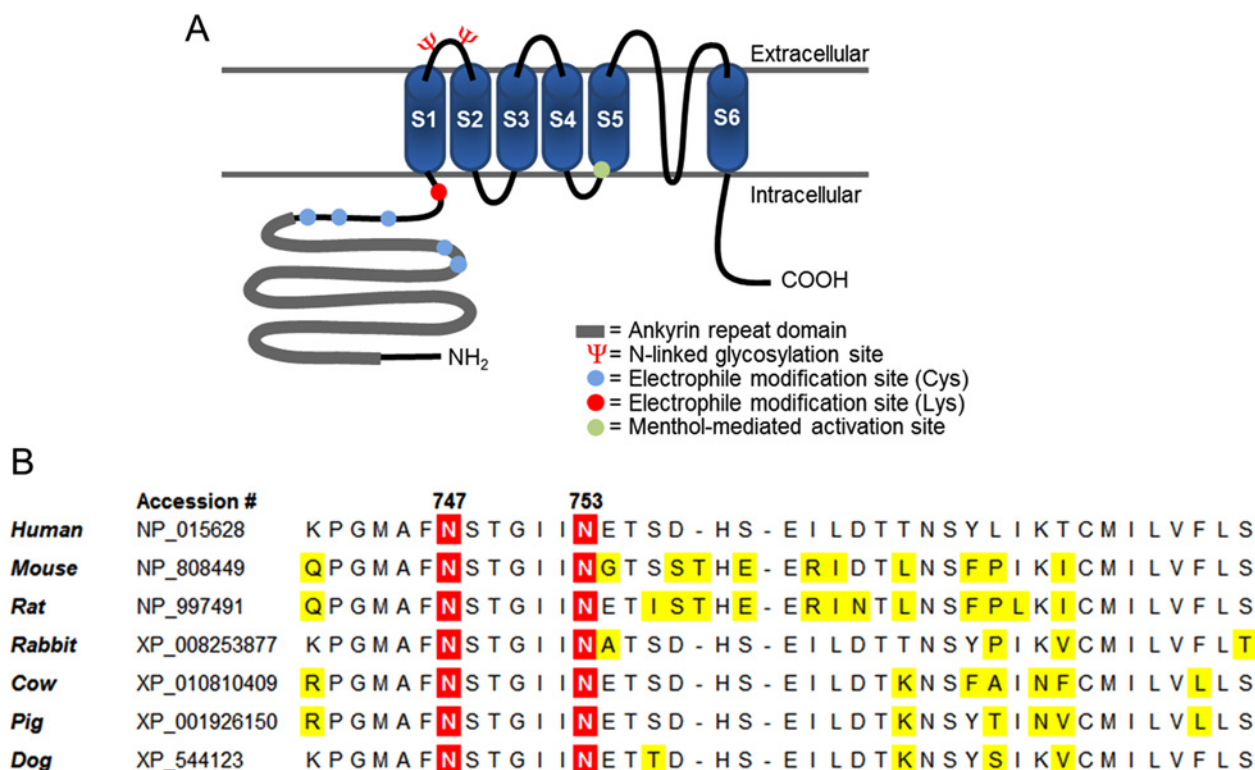 A
Ψ Ψ
Extracellular
S1 S2 S3 S4 S5 S6
Intracellular
COOH
NH2
= Ankyrin repeat domain
Ψ = N-linked glycosylation site
= Electrophile modification site (Cys)
= Electrophile modification site (Lys)
= Menthol-mediated activation site
B
Accession # 747 753
Human NP_015628 K P G M A F N S T G I I N E T S D - H S - E I L D T T N S Y L I K T C M I L V F L S
Mouse NP_808449 Q P G M A F N S T G I I N G T S S T H E - E R I D T L N S F P I K I C M I L V F L S
Rat NP_997491 Q P G M A F N S T G I I N E T I S T H E - E R I N T L N S F P L K I C M I L V F L S
Rabbit XP_008253877 K P G M A F N S T G I I N A T S D - H S - E I L D T T N S Y P I K V C M I L V F L T
Cow XP_010810409 R P G M A F N S T G I I N E T S D - H S - E I L D T K N S F A I N F C M I L V L L S
Pig XP_001926150 R P G M A F N S T G I I N E T S D - H S - E I L D T K N S Y T I N V C M I L V L L S
Dog XP_544123 K P G M A F N S T G I I N E T T D - H S - E I L D T K N S Y S I K V C M I L V F L S